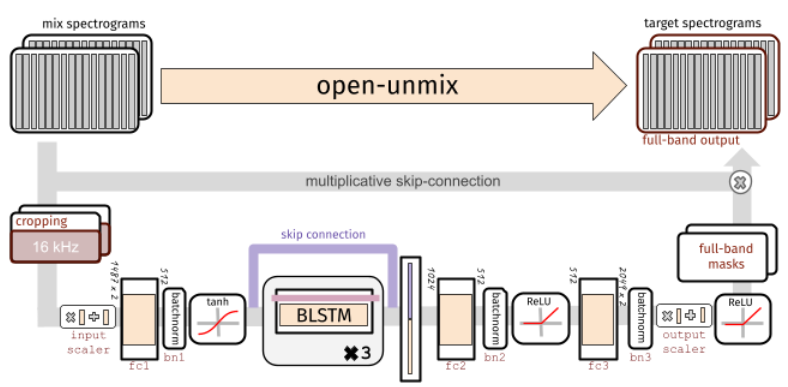 mix spectrograms
target spectrograms
open-unmix
full-band output
multiplicative skip-connection
cropping
16 kHz
skip connection
full-band
masks
1487 x 2
512
tanh
1024
512
ReLU
512
2049 x 2
ReLU
batchnorm
BLSTM
batchnorm
batchnorm
×3
input
scaler
fc1
bn1
fc2
bn2
fc3
bn3
output
scaler